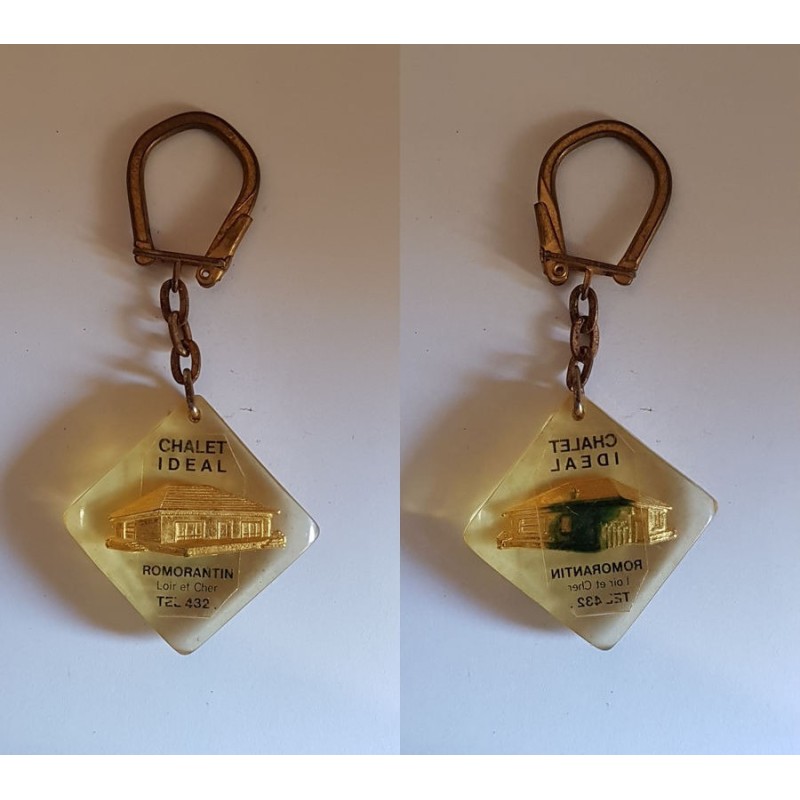 CHALET
IDEAL
ROMORANTIN
Loir et Cher
TEL 432
CHALET
IDEAL
ROMORANTIN
Loir et Cher
TEL 432